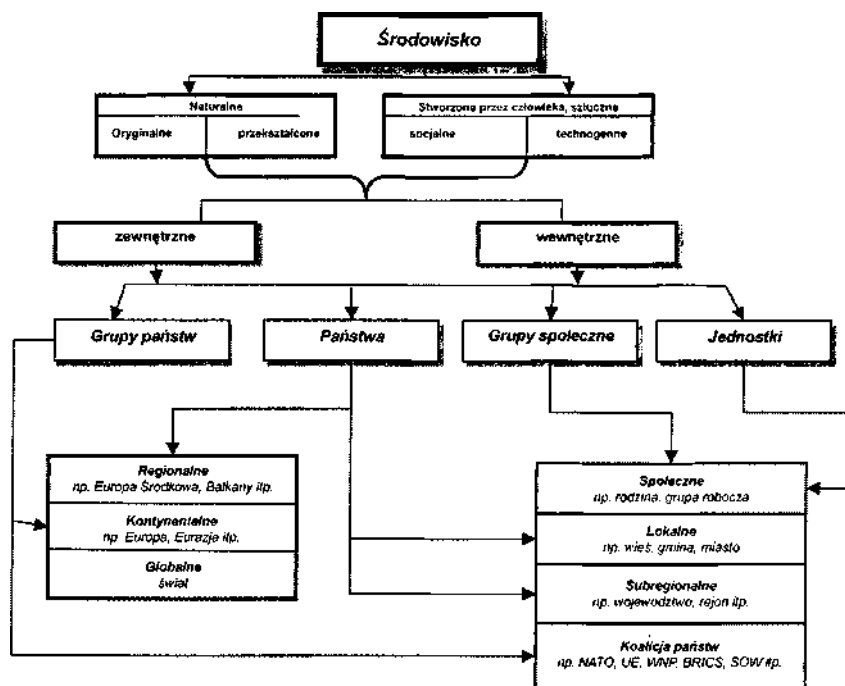 Środowisko
Naturalne
Oryginalne
przekształcone
Stworzone przez człowieka, sztuczne
socjalne
technogenne
zewnętrzne
wewnętrzne
Grupy państw
Państwa
Grupy społeczne
Jednostki
Regionalne
np. Europa Środkowa, Bałkany itp.
Kontynentalne
np. Europa, Eurazja itp.
Globalne
świat
Społeczne
np. rodzina, grupa robocza
Lokalne
np. wieś, gmina, miasto
Subregionalne
np. województwo, rejon itp.
Koalicja państw
np. NATO, UE, WNP, BRICS, SOW itp.